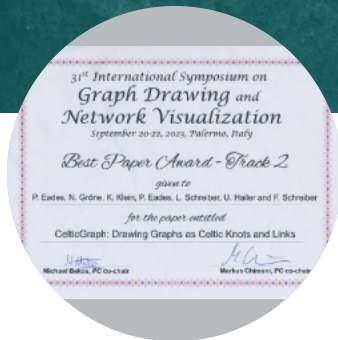 31st International Symposium on
Graph Drawing and
Network Visualization
September 20-22, 2023, Palermo, Italy
Best Paper Award - Track 2
given to
P. Eades, N. Gröne, K. Klein, P. Eades, L. Schreiber, U. Hailer and F. Schreiber
for the paper entitled
CelticGraph: Drawing Graphs as Celtic Knots and Links
Michael Bekos, PC co-chair
Markus Chimani, PC co-chair